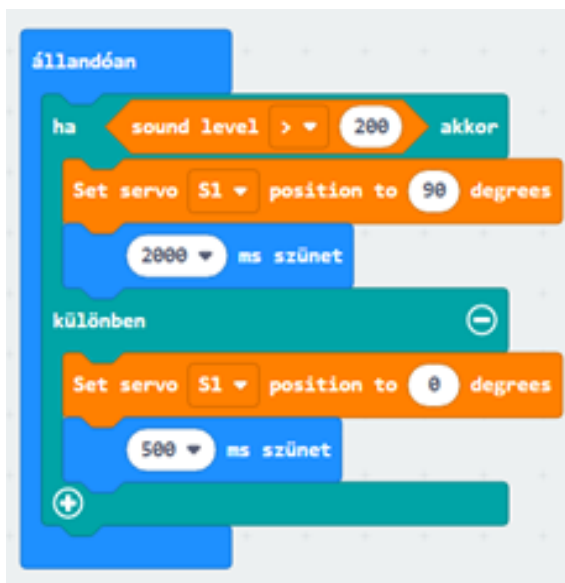 állandóan
ha sound level > 200 akkor
Set servo S1 position to 90 degrees
2000 ms szünet
különben
Set servo S1 position to 0 degrees
500 ms szünet